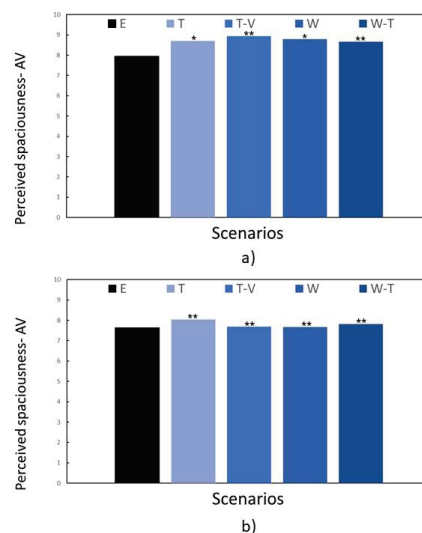 E T T-V W W-T
Perceived spaciousness- AV
10
9
8
7
6
5
4
3
2
1
0
* ** * **
Scenarios
a)
E T T-V W W-T
Perceived spaciousness- AV
10
9
8
7
6
5
4
3
2
1
0
** ** ** **
Scenarios
b)